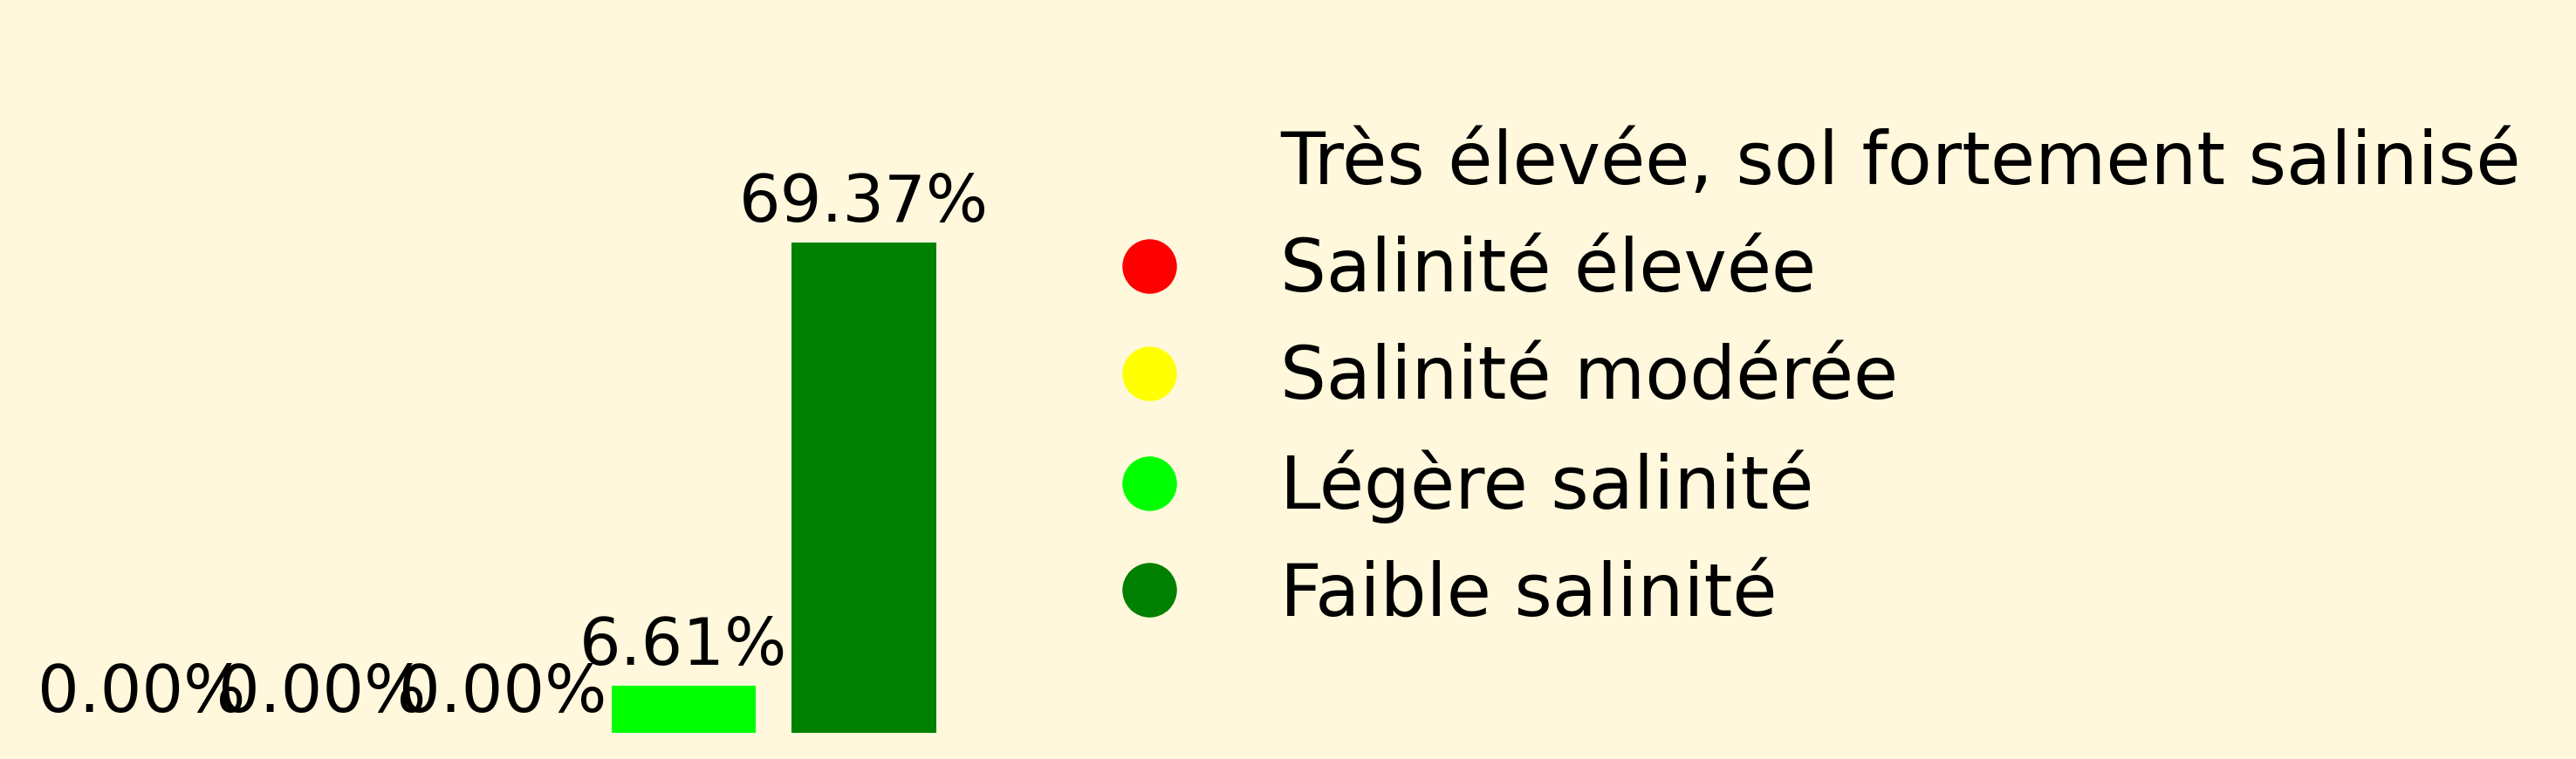 69.37%
6.61%
0.00% 0.00% 0.00%
Très élevée, sol fortement salinisé
Salinité élevée
Salinité modérée
Légère salinité
Faible salinité